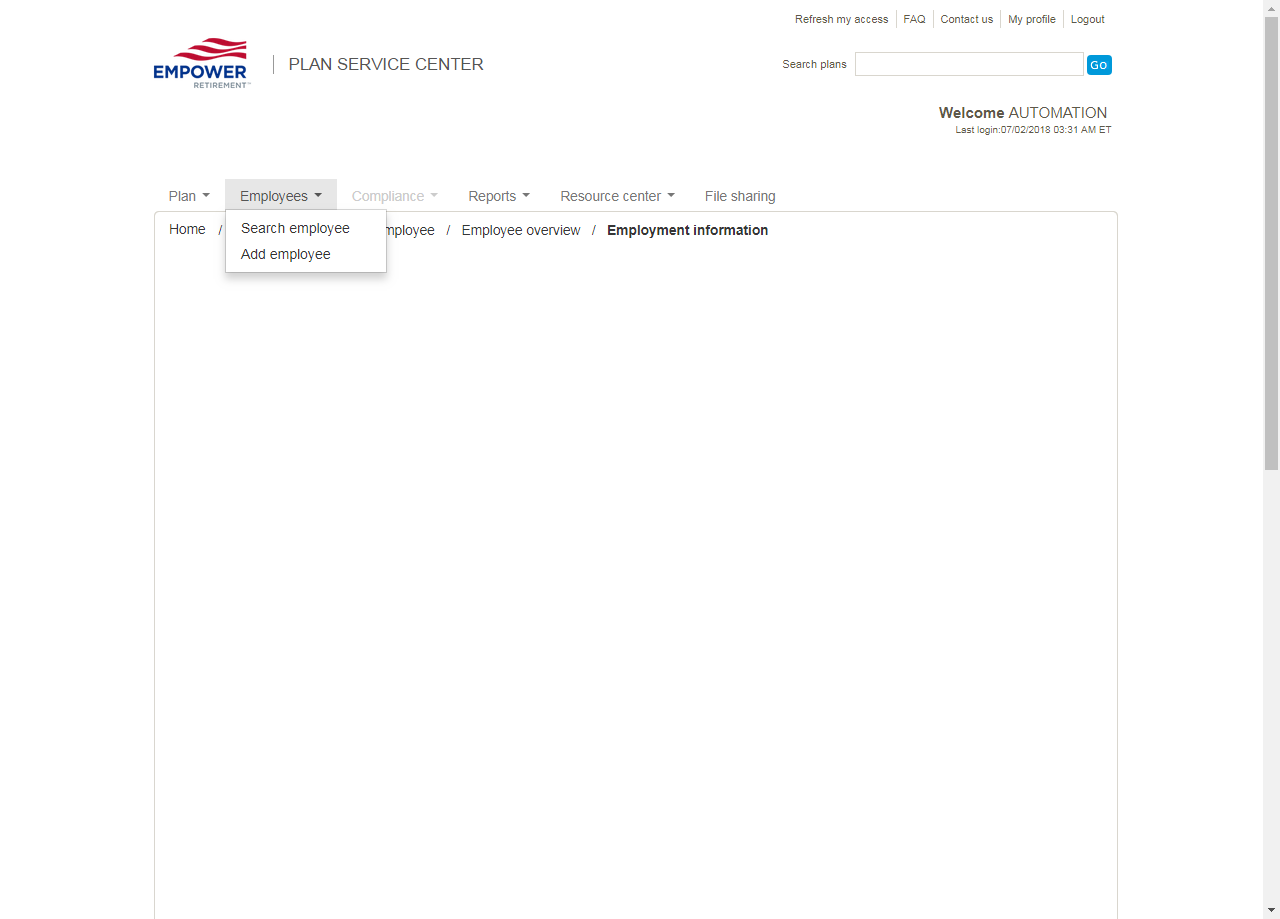 Refresh my access FAQ Contact us My profile Logout
EMPOWER
RETIREMENT™
PLAN SERVICE CENTER
Search plans Go
Welcome AUTOMATION
Last login:07/02/2018 03:31 AM ET
Plan Employees Compliance Reports Resource center File sharing
Home / mployee / Employee overview / Employment information
Search employee
Add employee